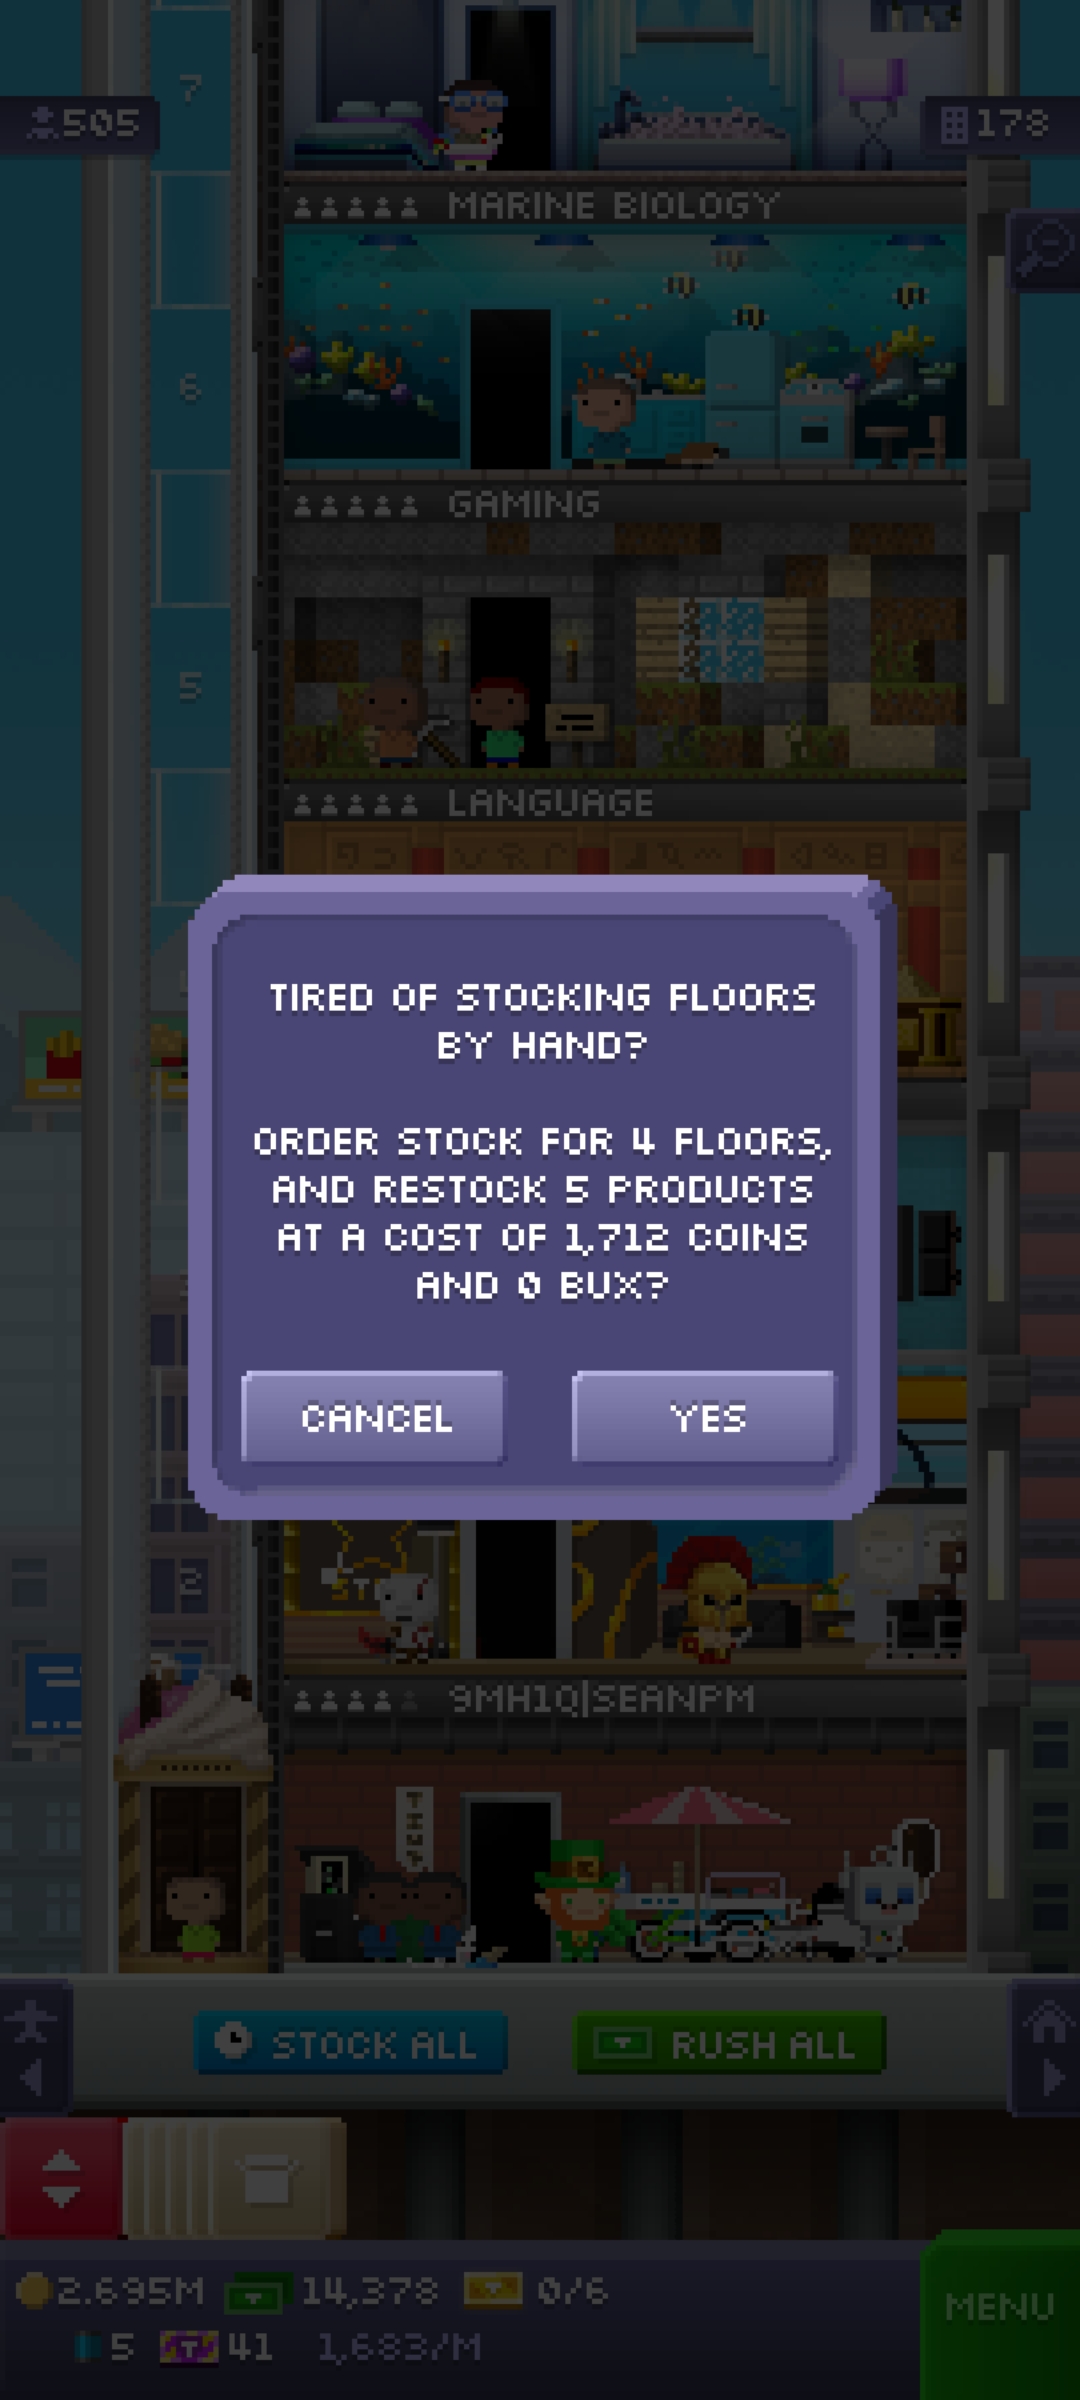 7
505
178
MARINE BIOLOGY
6
GAMING
5
LANGUAGE
TIRED OF STOCKING FLOORS
BY HAND?
ORDER STOCK FOR 4 FLOORS,
AND RESTOCK 5 PRODUCTS
AT A COST OF 1,712 COINS
AND 0 BUX?
CANCEL
YES
2
9MH1Q|SEANPM
STOCK ALL
RUSH ALL
2.695M
14,378
0/6
5
41
1,683/M
MENU